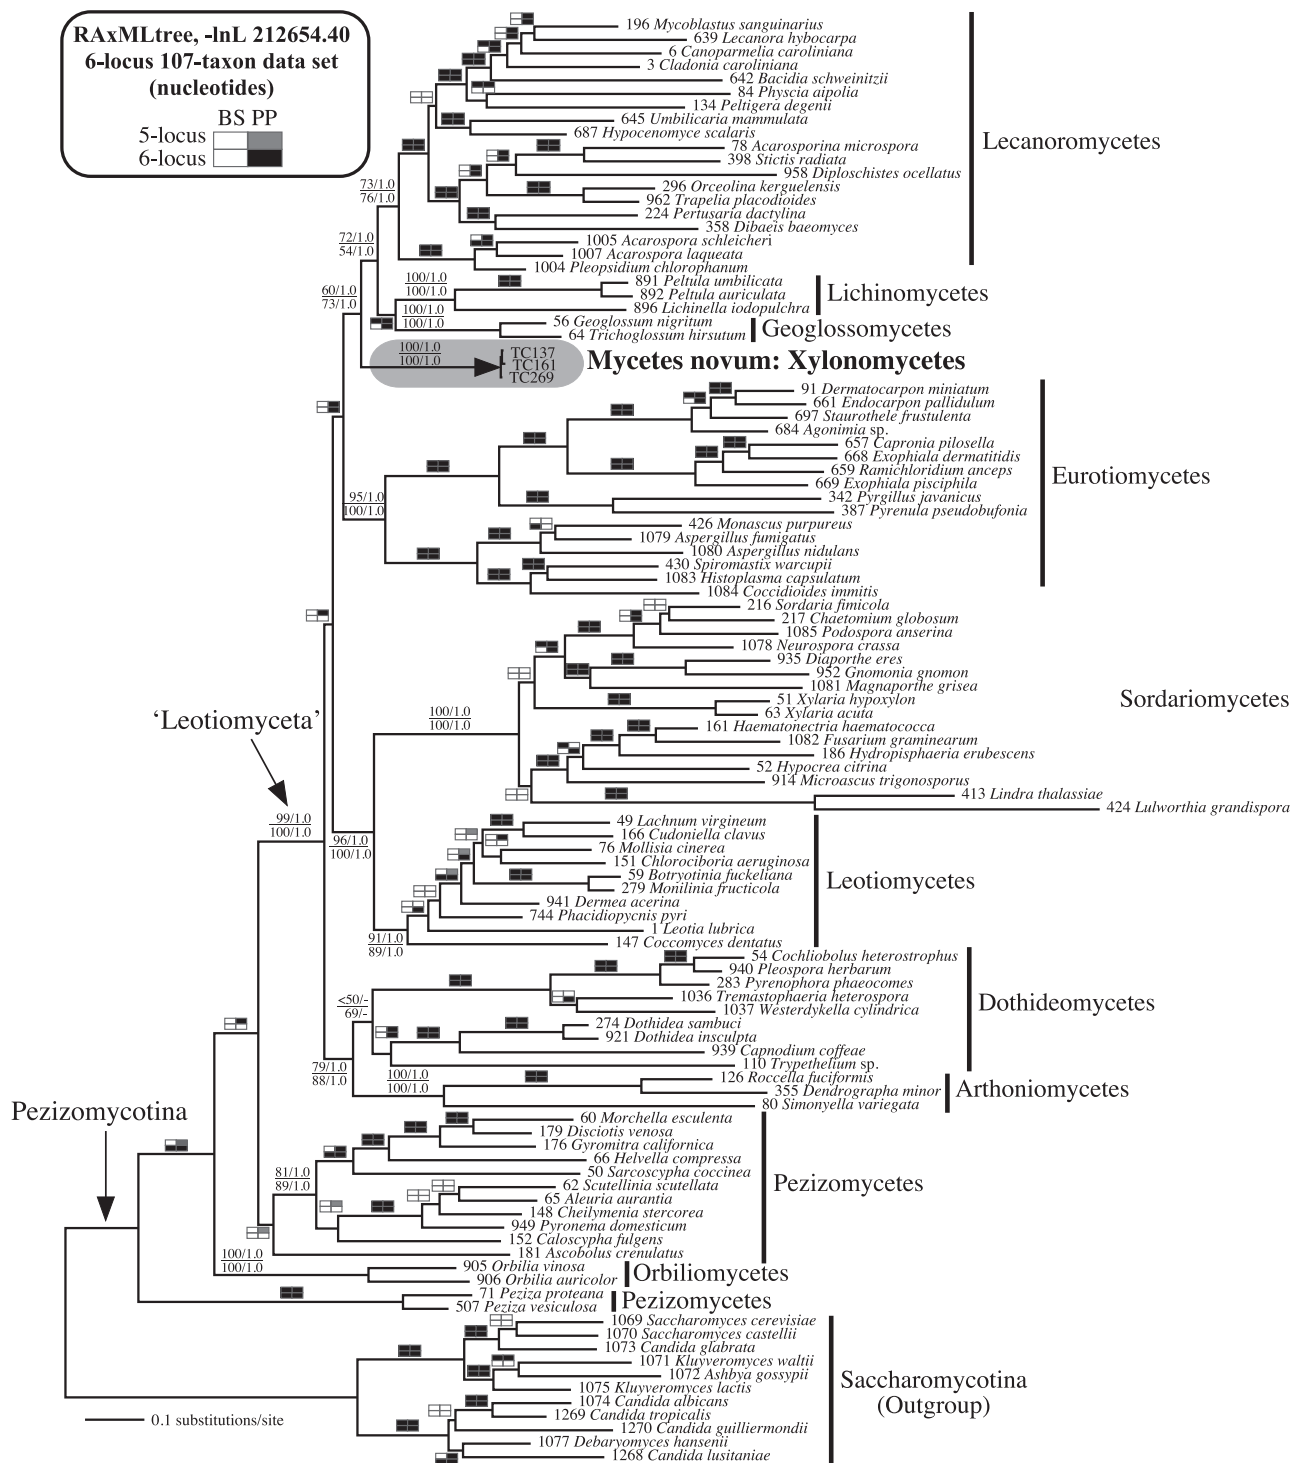 RAxMLtree, -lnL 212654.40
6-locus 107-taxon data set
(nucleotides)
BS PP
5-locus
6-locus
196 Mycoblastus sanguinarius
639 Lecanora hybocarpa
6 Canoparmelia caroliniana
3 Cladonia caroliniana
642 Bacidia schweinitzii
84 Physcia aipolia
134 Peltigera degenii
645 Umbilicaria mammulata
687 Hypocenomyce scalaris
78 Acarosporina microspora
398 Stictis radiata
958 Diploschistes ocellatus
296 Orceolina kerguelensis
962 Trapelia placodioides
224 Pertusaria dactylina
358 Dibaeis baeomyces
1005 Acarospora schleicheri
1007 Acarospora laqueata
1004 Pleopsidium chlorophanum
Lecanoromycetes
73/1.0
76/1.0
72/1.0
54/1.0
60/1.0
73/1.0
100/1.0
100/1.0
891 Peltula umbilicata
892 Peltula auriculata
896 Lichinella iodopulchra
Lichinomycetes
100/1.0
100/1.0
56 Geoglossum nigritum
64 Trichoglossum hirsutum
Geoglossomycetes
100/1.0
100/1.0
TC137
TC161
TC269
Mycetes novum: Xylonomycetes
91 Dermatocarpon miniatum
661 Endocarpon pallidulum
697 Staurothele frustulenta
684 Agonimia sp.
657 Capronia pilosella
668 Exophiala dermatitidis
659 Ramichloridium anceps
669 Exophiala pisciphila
342 Pyrgillus javanicus
387 Pyrenula pseudobufonia
426 Monascus purpureus
1079 Aspergillus fumigatus
1080 Aspergillus nidulans
430 Spiromastix warcupii
1083 Histoplasma capsulatum
1084 Coccidioides immitis
Eurotiomycetes
95/1.0
100/1.0
216 Sordaria fimicola
217 Chaetomium globosum
1085 Podospora anserina
1078 Neurospora crassa
935 Diaporthe eres
952 Gnomonia gnomon
1081 Magnaporthe grisea
51 Xylaria hypoxylon
63 Xylaria acuta
161 Haematonectria haematococca
1082 Fusarium graminearum
186 Hydropisphaeria erubescens
52 Hypocrea citrina
914 Microascus trigonosporus
413 Lindra thalassiae
424 Lulworthia grandispora
Sordariomycetes
100/1.0
100/1.0
‘Leotiomyceta’
99/1.0
100/1.0
96/1.0
100/1.0
49 Lachnum virgineum
166 Cudoniella clavus
76 Mollisia cinerea
151 Chlorociboria aeruginosa
59 Botryotinia fuckeliana
279 Monilinia fructicola
941 Dermea acerina
744 Phacidiopycnis pyri
1 Leotia lubrica
147 Coccomyces dentatus
Leotiomycetes
91/1.0
89/1.0
54 Cochliobolus heterostrophus
940 Pleospora herbarum
283 Pyrenophora phaeocomes
1036 Tremastophaeria heterospora
1037 Westerdykella cylindrica
274 Dothidea sambuci
921 Dothidea insculpta
939 Capnodium coffeae
110 Trypethelium sp.
Dothideomycetes
<50/-
69/-
79/1.0
88/1.0
100/1.0
100/1.0
126 Roccella fuciformis
355 Dendrographa minor
80 Simonyella variegata
Arthoniomycetes
Pezizomycotina
60 Morchella esculenta
179 Disciotis venosa
176 Gyromitra californica
66 Helvella compressa
50 Sarcoscypha coccinea
62 Scutellinia scutellata
65 Aleuria aurantia
148 Cheilymenia stercorea
949 Pyronema domesticum
152 Caloscypha fulgens
181 Ascobolus crenulatus
Pezizomycetes
81/1.0
89/1.0
100/1.0
100/1.0
905 Orbilia vinosa
906 Orbilia auricolor
Orbiliomycetes
71 Peziza proteana
507 Peziza vesiculosa
Pezizomycetes
1069 Saccharomyces cerevisiae
1070 Saccharomyces castellii
1073 Candida glabrata
1071 Kluyveromyces waltii
1072 Ashbya gossypii
1075 Kluyveromyces lactis
1074 Candida albicans
1269 Candida tropicalis
1270 Candida guilliermondii
1077 Debaryomyces hansenii
1268 Candida lusitaniae
Saccharomycotina
(Outgroup)
0.1 substitutions/site